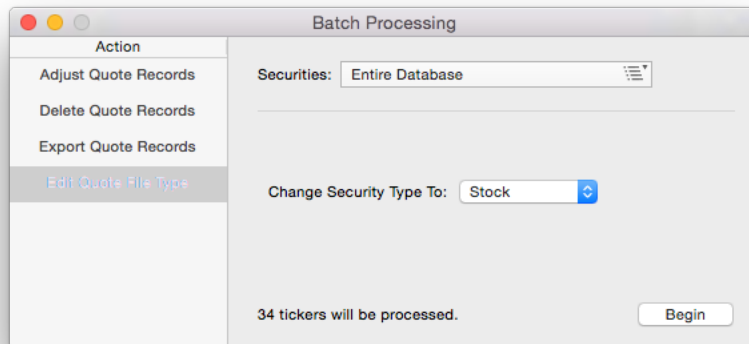 Batch Processing
Action
Adjust Quote Records
Delete Quote Records
Export Quote Records
Edit Quote File Type
Securities: Entire Database
Change Security Type To: Stock
34 tickers will be processed. Begin